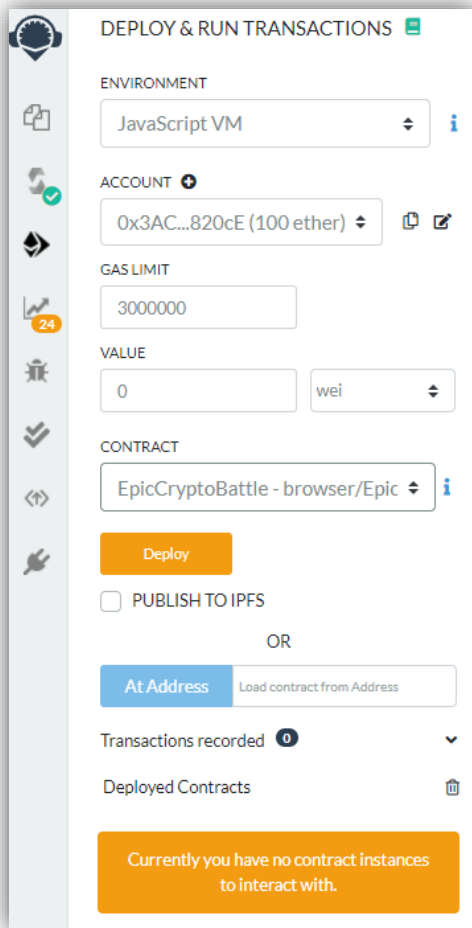 DEPLOY & RUN TRANSACTIONS
ENVIRONMENT
JavaScript VM
ACCOUNT
0x3AC...820cE (100 ether)
GAS LIMIT
3000000
VALUE
0 wei
CONTRACT
EpicCryptoBattle - browser/Epic
Deploy
PUBLISH TO IPFS
OR
At Address Load contract from Address
Transactions recorded 0
Deployed Contracts
Currently you have no contract instances
to interact with.
24